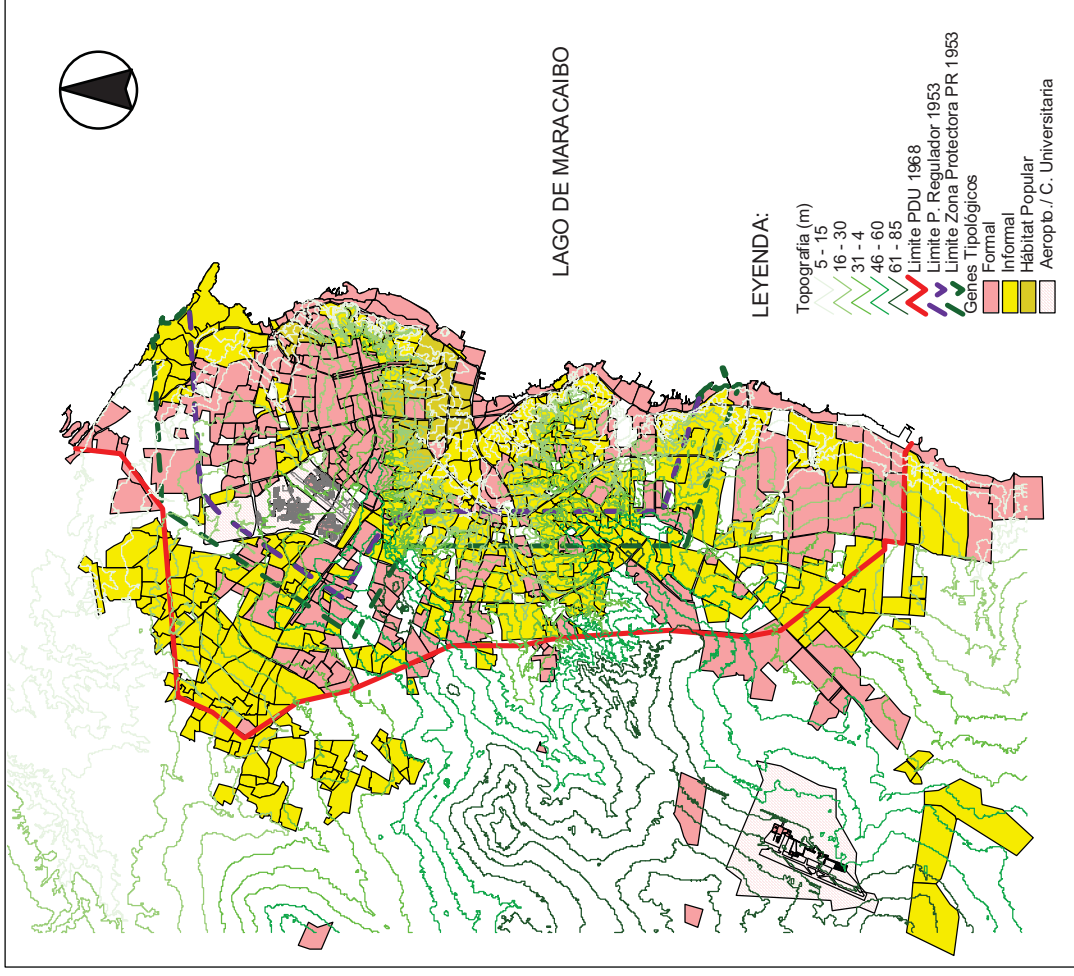 LAGO DE MARACAIBO
LEYENDA:
Topografia (m)
5 - 15
16 - 30
31 - 4
46 - 60
61 - 85
Limite PDU 1968
Limite P. Regulador 1953
Limite Zona Protectora PR 1953
Genes Tipológicos
Formal
Informal
Hábitat Popular
Aeropto./ C. Universitaria